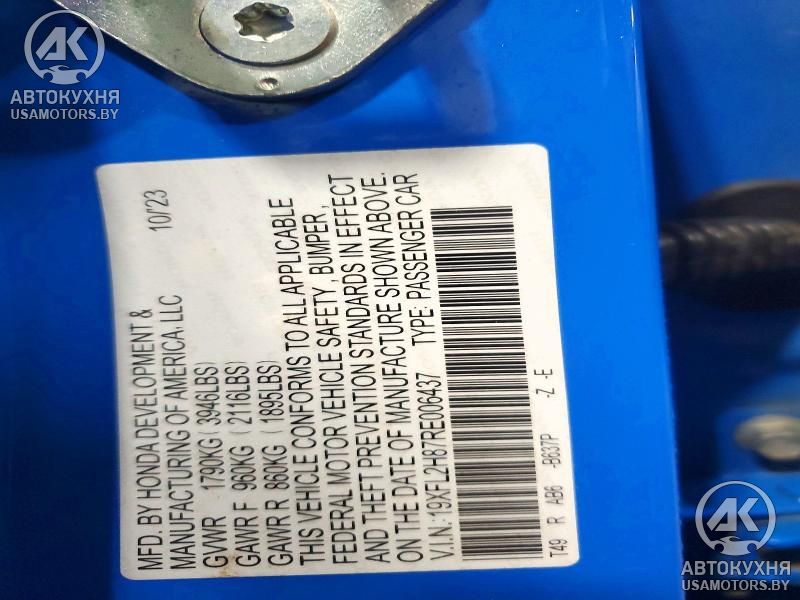 AK
АВТОКУХНЯ
USAMOTORS.BY
MFD. BY HONDA DEVELOPMENT & 10/'23
MANUFACTURING OF AMERICA, LLC
GVWR 1790KG (3946LBS)
GAWR F 960KG (2116LBS)
GAWR R 860KG (1895LBS)
THIS VEHICLE CONFORMS TO ALL APPLICABLE
FEDERAL MOTOR VEHICLE SAFETY, BUMPER,
AND THEFT PREVENTION STANDARDS IN EFFECT
ON THE DATE OF MANUFACTURE SHOWN ABOVE.
V.I.N.:19XFL2H87RE006437 TYPE: PASSENGER CAR
T49 R AB6 -B637P -Z -E
AK
АВТОКУХНЯ
USAMOTORS.BY